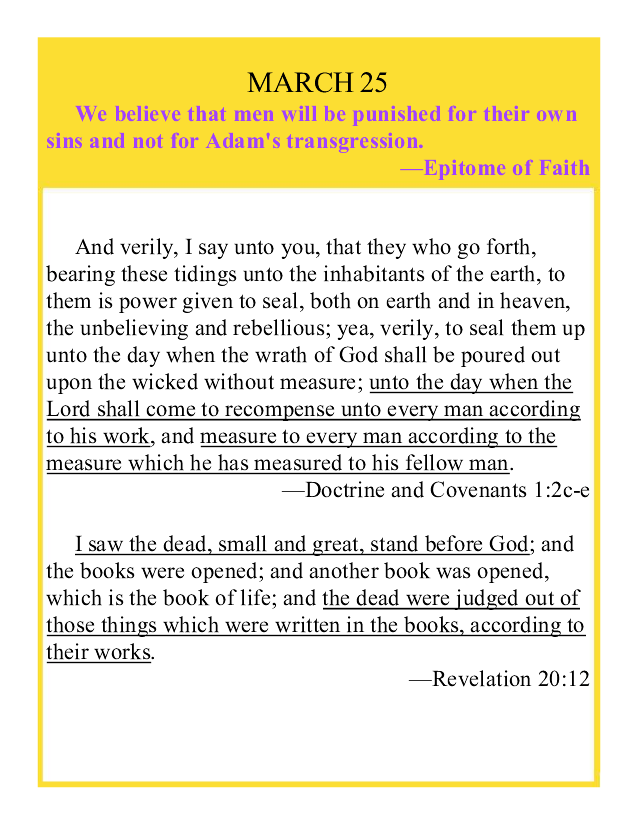 MARCH 25
We believe that men will be punished for their own
sins and not for Adam's transgression.
—Epitome of Faith
And verily, I say unto you, that they who go forth,
bearing these tidings unto the inhabitants of the earth, to
them is power given to seal, both on earth and in heaven,
the unbelieving and rebellious; yea, verily, to seal them up
unto the day when the wrath of God shall be poured out
upon the wicked without measure; unto the day when the
Lord shall come to recompense unto every man according
to his work, and measure to every man according to the
measure which he has measured to his fellow man.
—Doctrine and Covenants 1:2c-e
I saw the dead, small and great, stand before God; and
the books were opened; and another book was opened,
which is the book of life; and the dead were judged out of
those things which were written in the books, according to
their works.
—Revelation 20:12